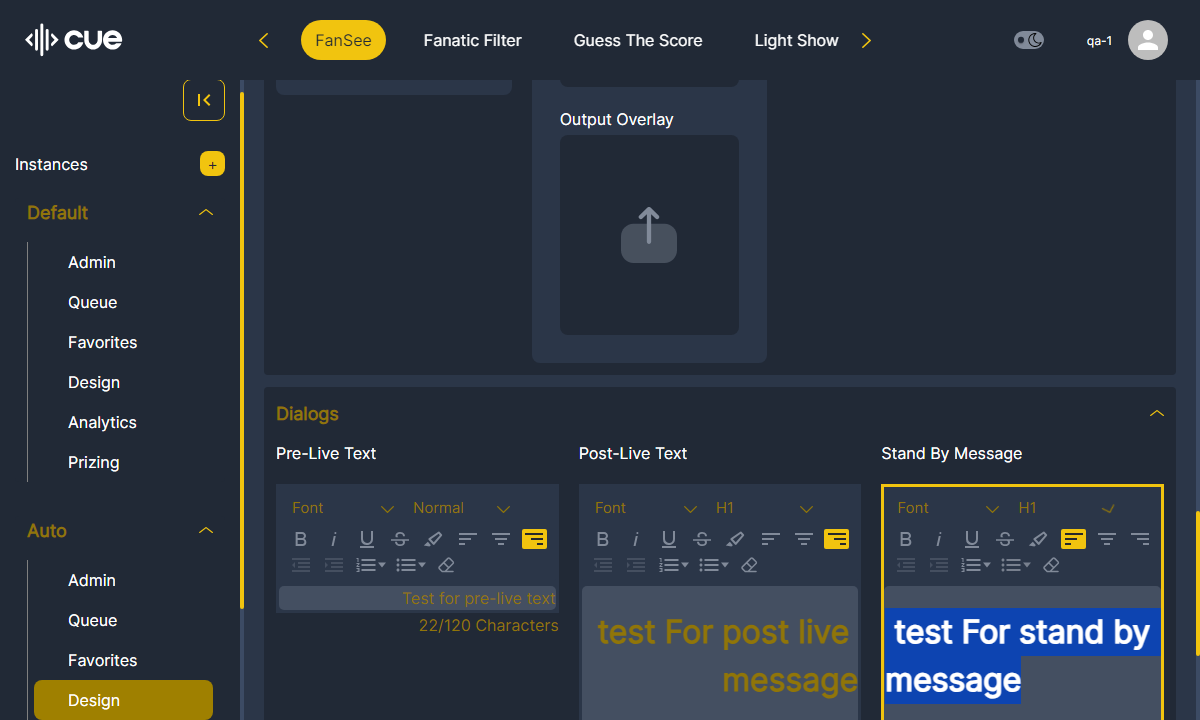 cue
FanSee
Fanatic Filter
Guess The Score
Light Show
qa-1
Instances
+
Default
Admin
Queue
Favorites
Design
Analytics
Prizing
Auto
Admin
Queue
Favorites
Design
Output Overlay
Dialogs
Pre-Live Text
Font
Normal
B i U S
Test for pre-live text
22/120 Characters
Post-Live Text
Font
H1
B i U S
test For post live
message
Stand By Message
Font
H1
B i U S
test For stand by
message